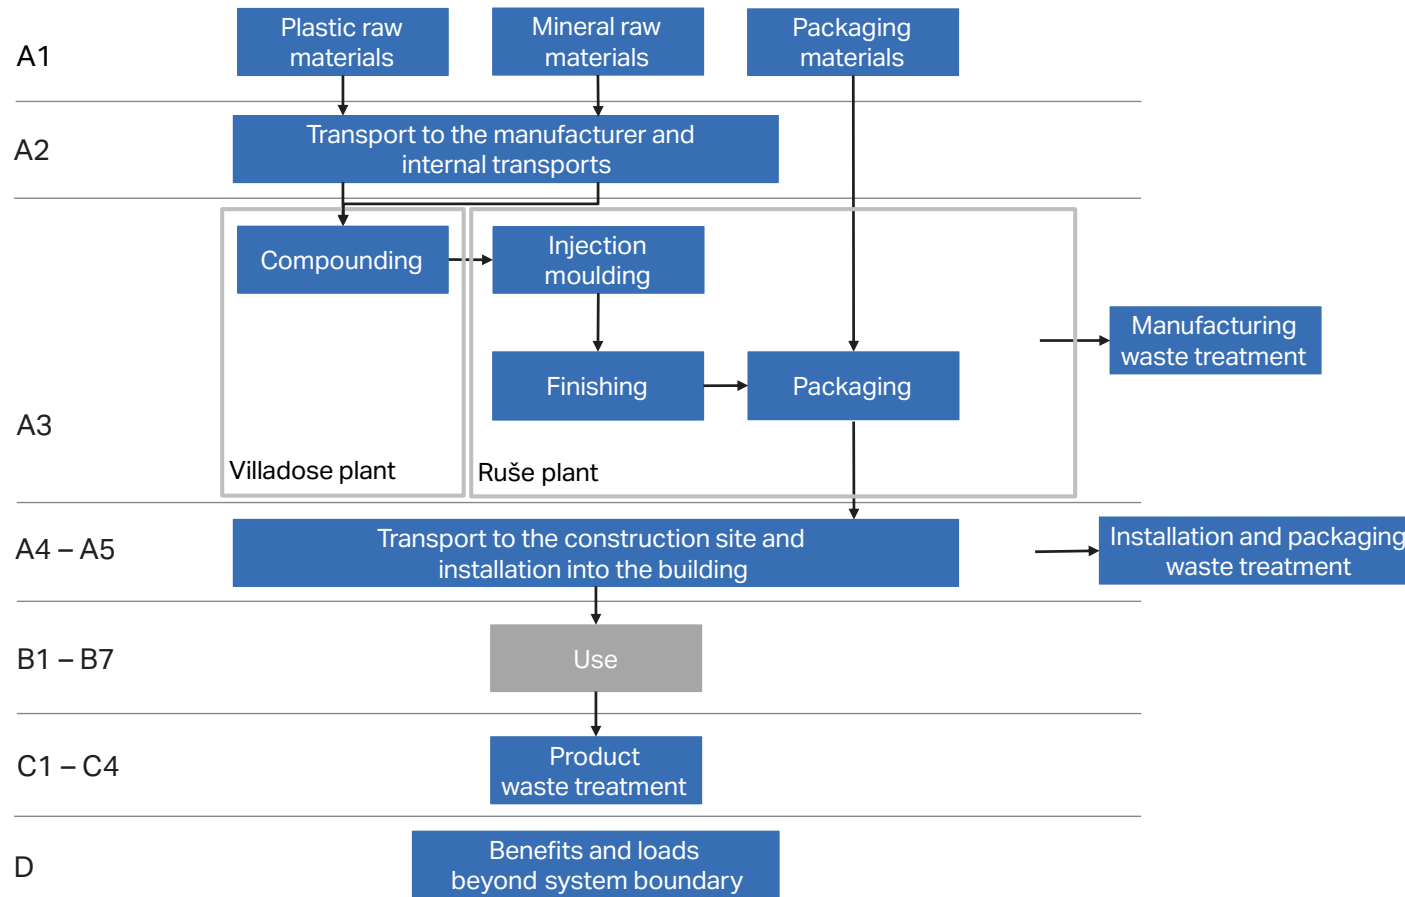 A1
Plastic raw
materials
Mineral raw
materials
Packaging
materials
A2
Transport to the manufacturer and
internal transports
A3
Compounding
Villadose plant
Injection
moulding
Finishing
Packaging
Ruše plant
Manufacturing
waste treatment
A4 – A5
Transport to the construction site and
installation into the building
Installation and packaging
waste treatment
B1 – B7
Use
C1 – C4
Product
waste treatment
D
Benefits and loads
beyond system boundary